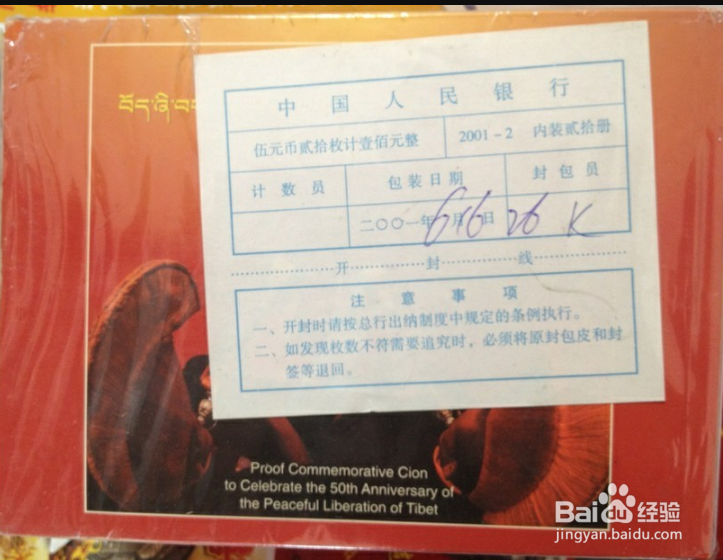 中国人民银行
伍元币贰拾枚计壹佰元整 2001-2 内装贰拾册
计数员 包装日期 封包员
二〇〇一年6月6日 26 K
开封线
注意事项
一、开封时请按总行出纳制度中规定的条例执行。
二、如发现枚数不符需要追究时，必须将原封包皮和封
签等退回。
Proof Commemorative Cion
to Celebrate the 50th Anniversary of
the Peaceful Liberation of Tibet
Baidu经验
jingyan.baidu.com